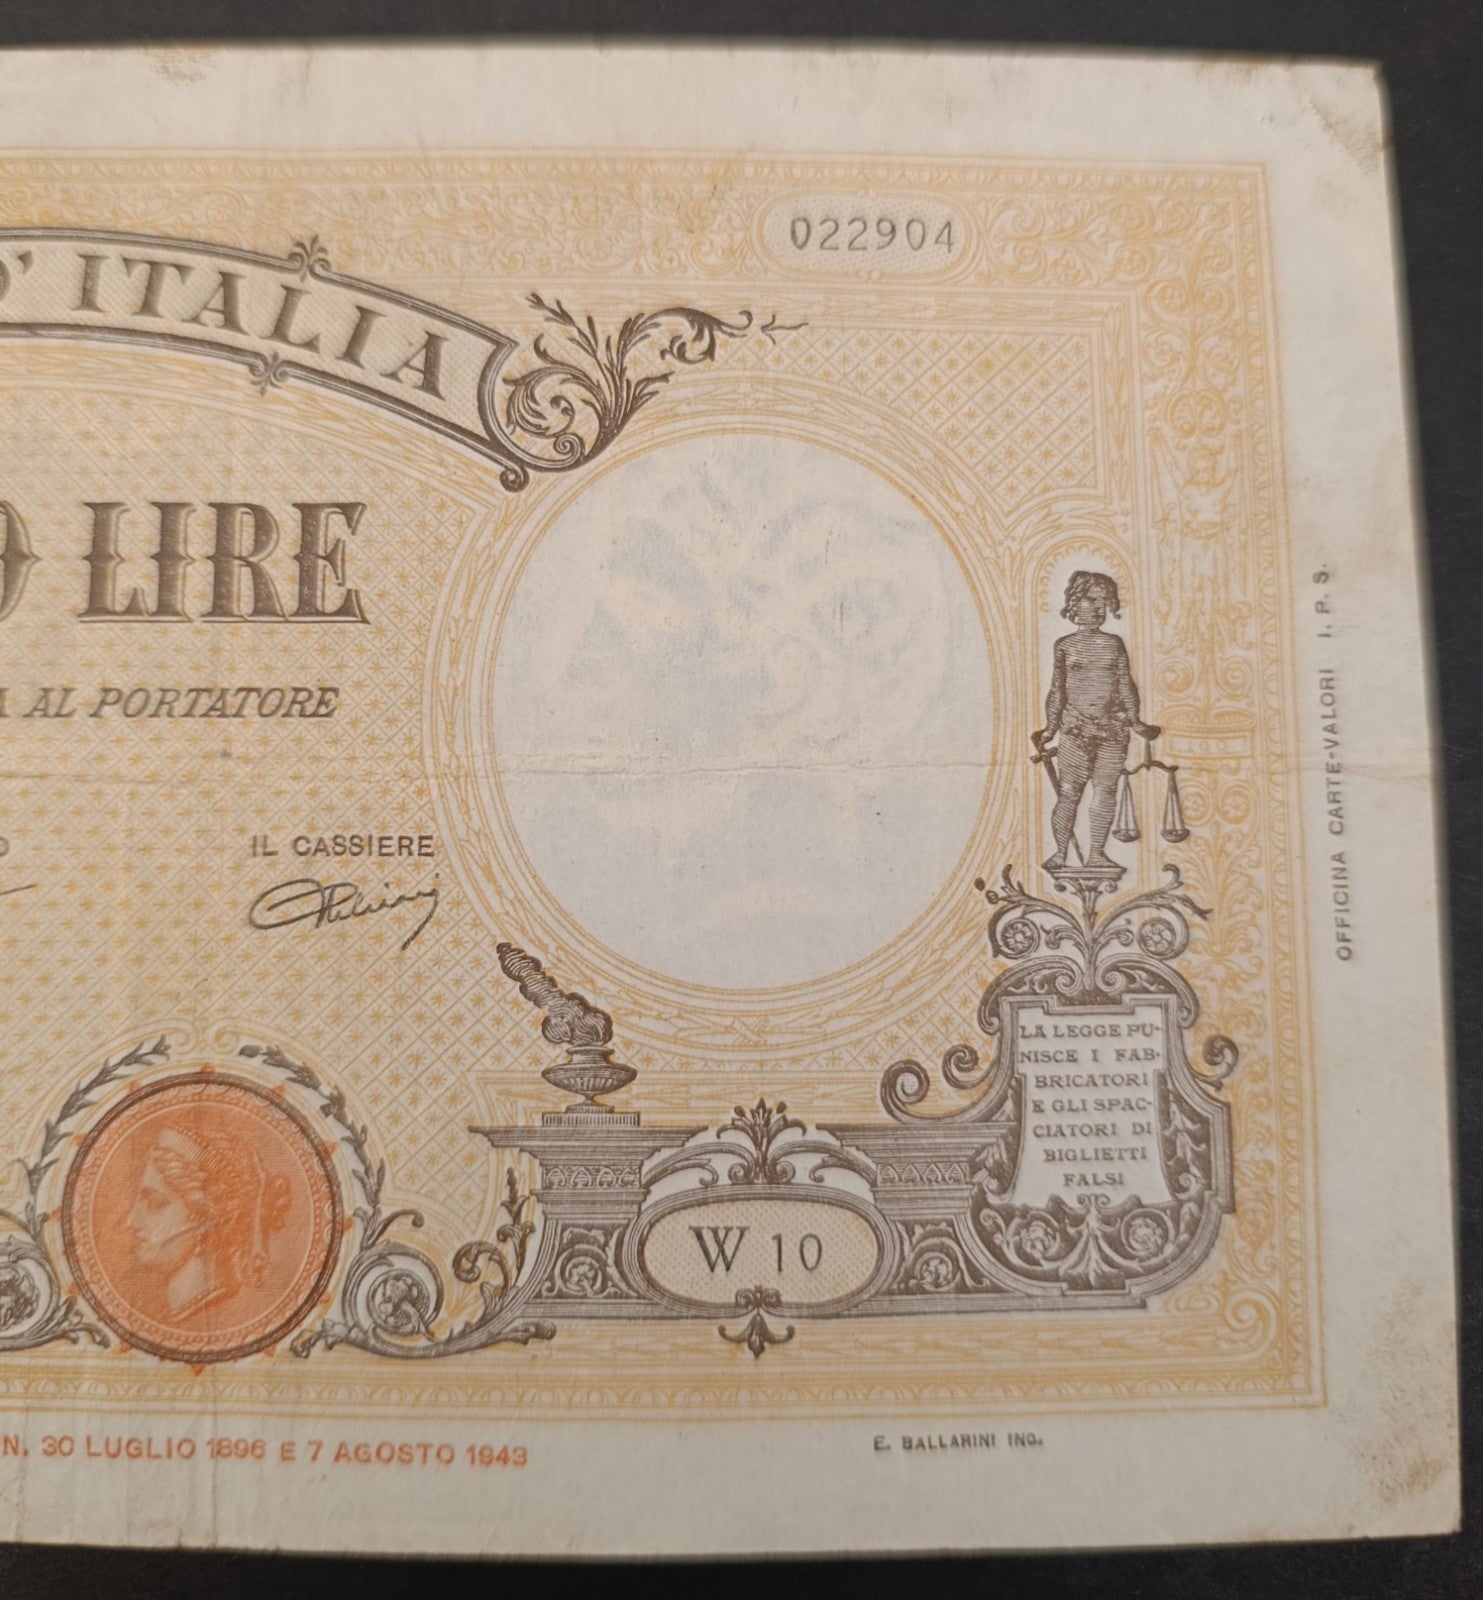 022904
D'ITALIA
LIRE
AL PORTATORE
IL CASSIERE
OFFICINA CARTE-VALORI I. P. S.
100
LA LEGGE PU-
NISCE I FAB-
BRICATORI
E GLI SPAC-
CIATORI DI
BIGLIETTI
FALSI
W 10
N. 30 LUGLIO 1896 E 7 AGOSTO 1943
E. BALLARINI INC.